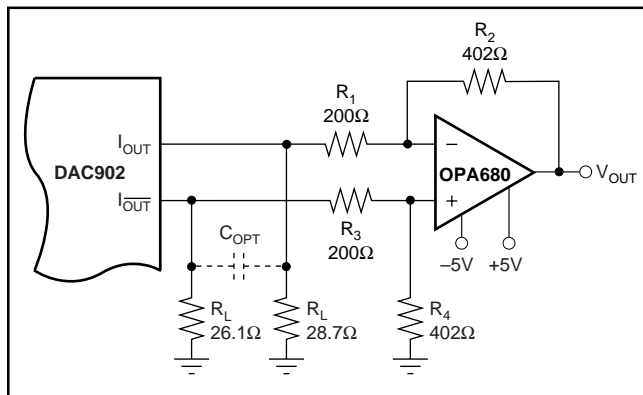 R2
402Ω
R1
200Ω
IOUT
–
DAC902
OPA680
VOUT
IOUT
+
R3
200Ω
COPT
–5V
+5V
RL
26.1Ω
RL
28.7Ω
R4
402Ω